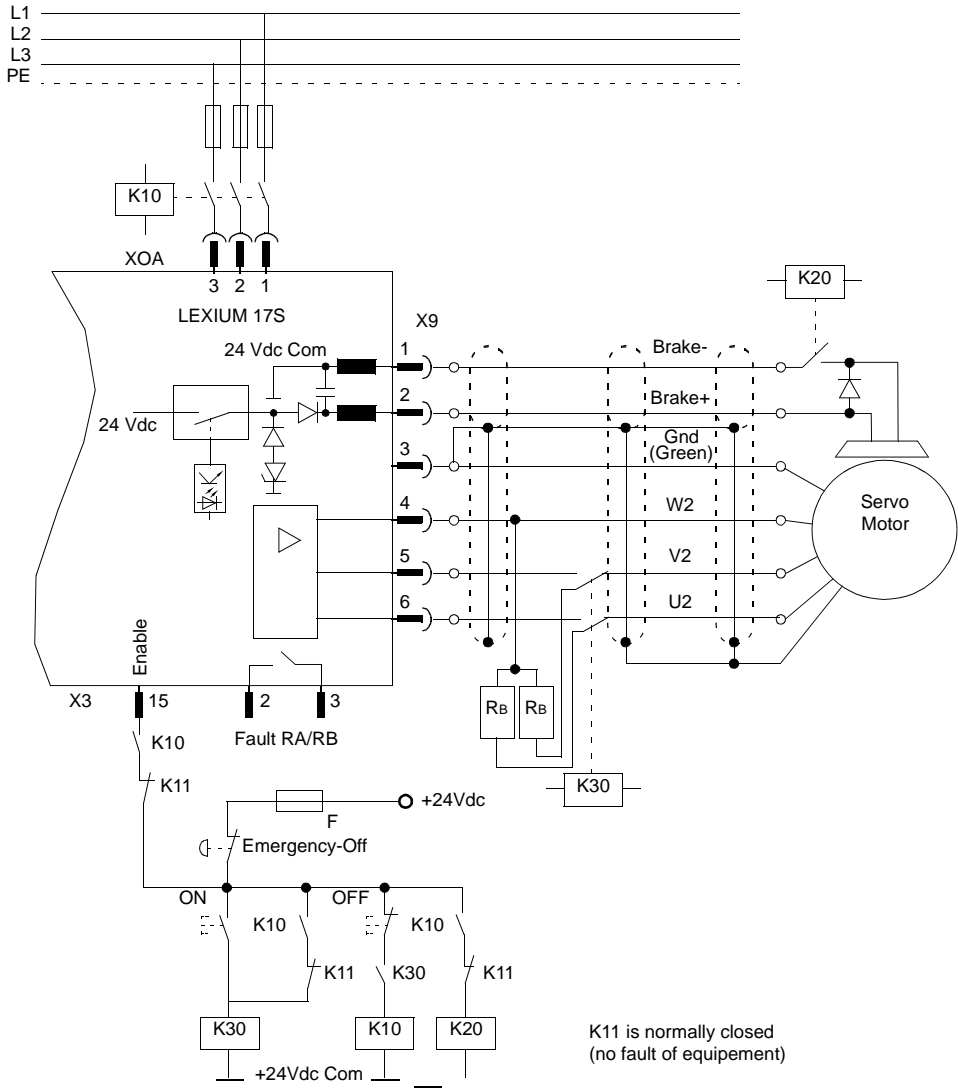 L1
L2
L3
PE
K10
XOA
3 2 1
LEXIUM 17S
X9
K20
24 Vdc Com
1
Brake-
2
Brake+
24 Vdc
3
Gnd
(Green)
4
W2
Servo
Motor
5
V2
6
U2
Enable
X3
15
2
3
Fault RA/RB
RB
RB
K10
K11
K30
+24Vdc
F
Emergency-Off
ON
OFF
K10
K10
K11
K30
K11
K30
K10
K20
+24Vdc Com
K11 is normally closed
(no fault of equipement)